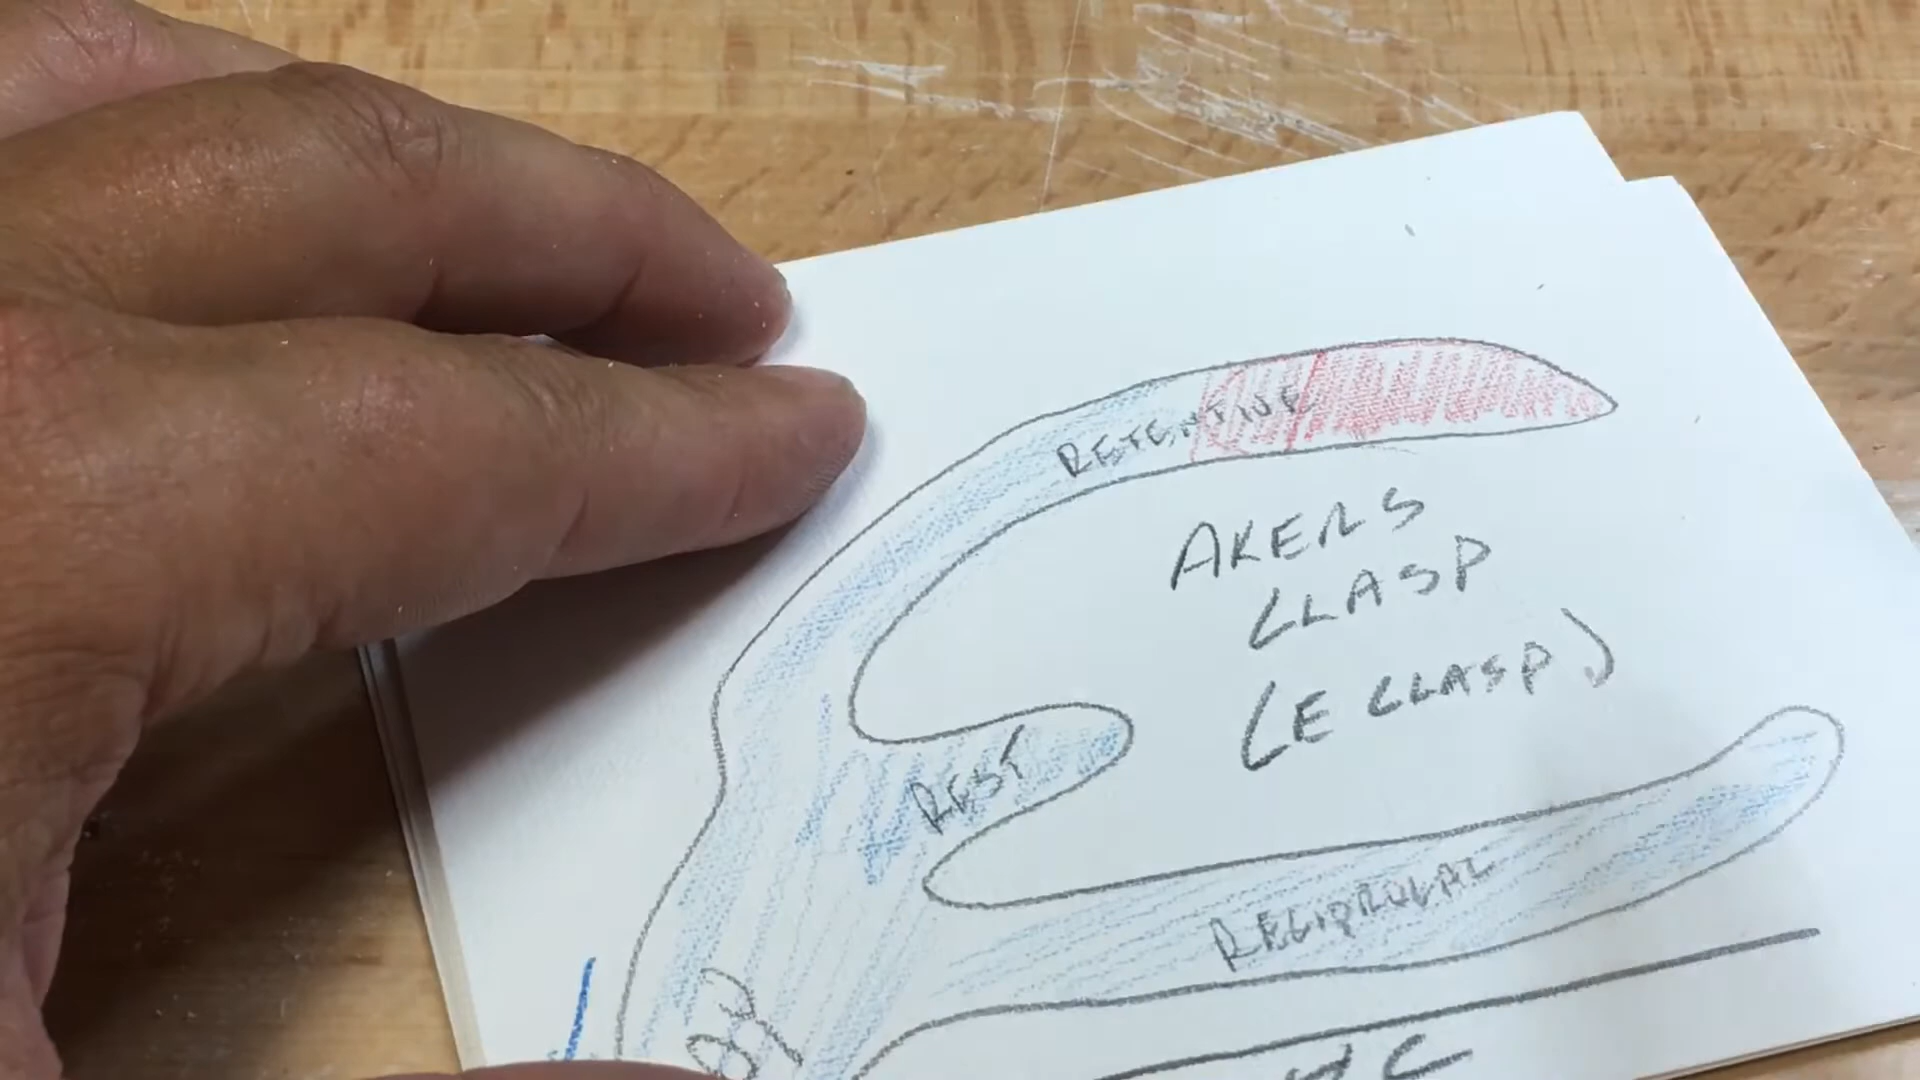 RETENTIVE
AKERS
CLASP
(E CLASP)
REST
RECIPROCAL